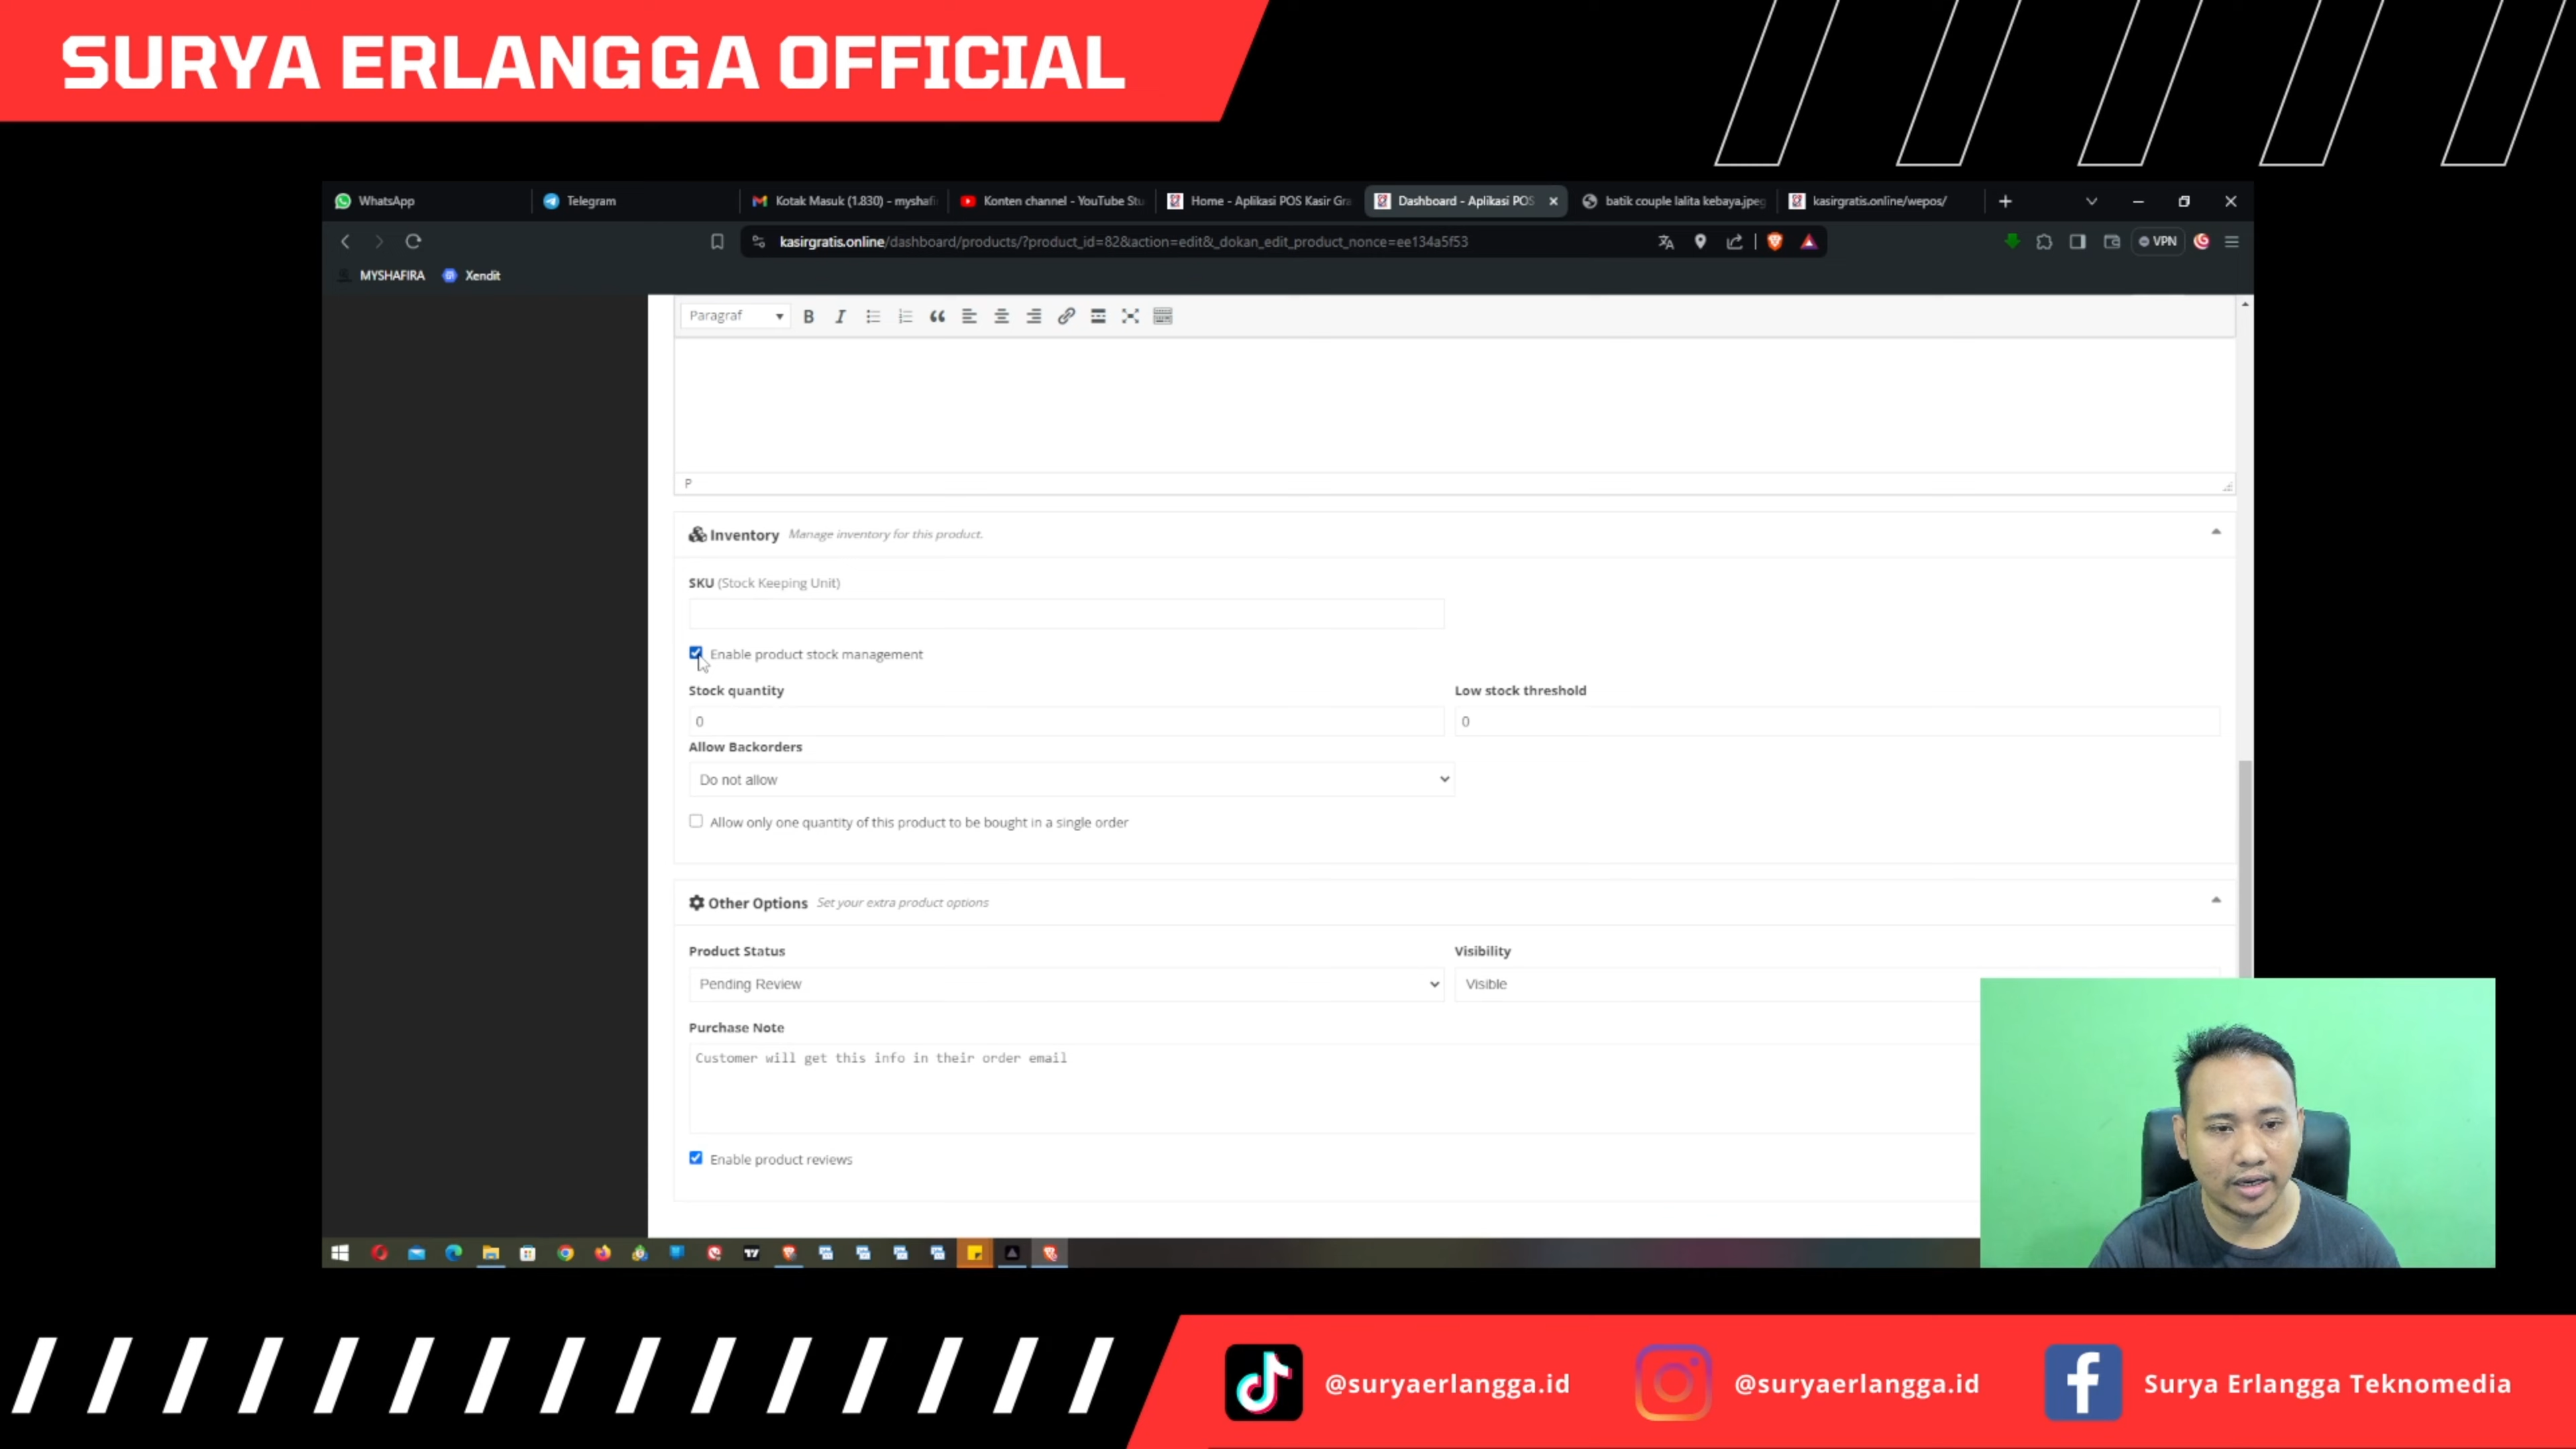 SURYA ERLANGGA OFFICIAL
WhatsApp
Telegram
Kotak Masuk (1.830) - myshafi
Konten channel - YouTube Stu
Home - Aplikasi POS Kasir Gra
Dashboard - Aplikasi POS
batik couple lalita kebaya.jpeg
kasirgratis.online/wepos/
kasirgratis.online/dashboard/products/?product_id=82&action=edit&_dokan_edit_product_nonce=ee134a5f53
VPN
MYSHAFIRA
Xendit
Paragraf
P
Inventory Manage inventory for this product.
SKU (Stock Keeping Unit)
Enable product stock management
Stock quantity
Low stock threshold
0
0
Allow Backorders
Do not allow
Allow only one quantity of this product to be bought in a single order
Other Options Set your extra product options
Product Status
Visibility
Pending Review
Visible
Purchase Note
Customer will get this info in their order email
Enable product reviews
@suryaerlangga.id
@suryaerlangga.id
Surya Erlangga Teknomedia